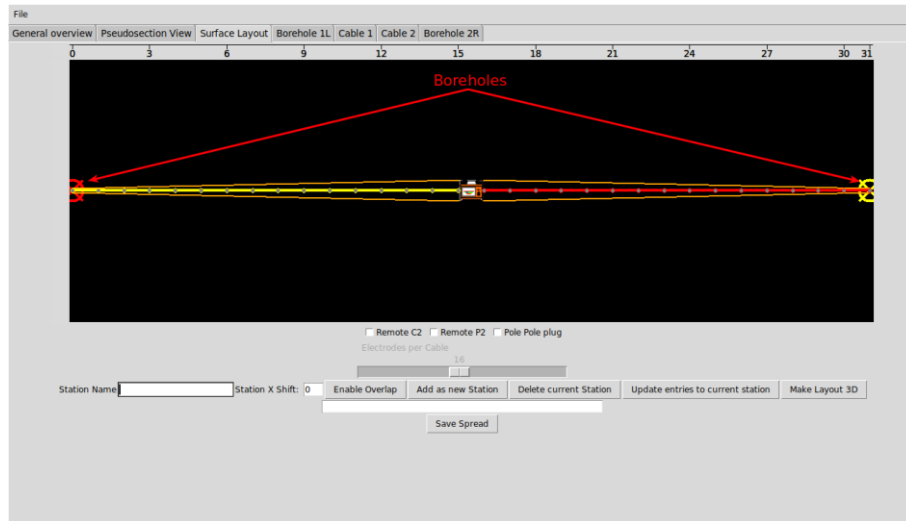 File
General overview Pseudosection View Surface Layout Borehole 1L Cable 1 Cable 2 Borehole 2R
0 3 6 9 12 15 18 21 24 27 30 31
Boreholes
Remote C2 Remote P2 Pole Pole plug
Electrodes per Cable
16
Station Name Station X Shift: 0 Enable Overlap Add as new Station Delete current Station Update entries to current station Make Layout 3D
Save Spread